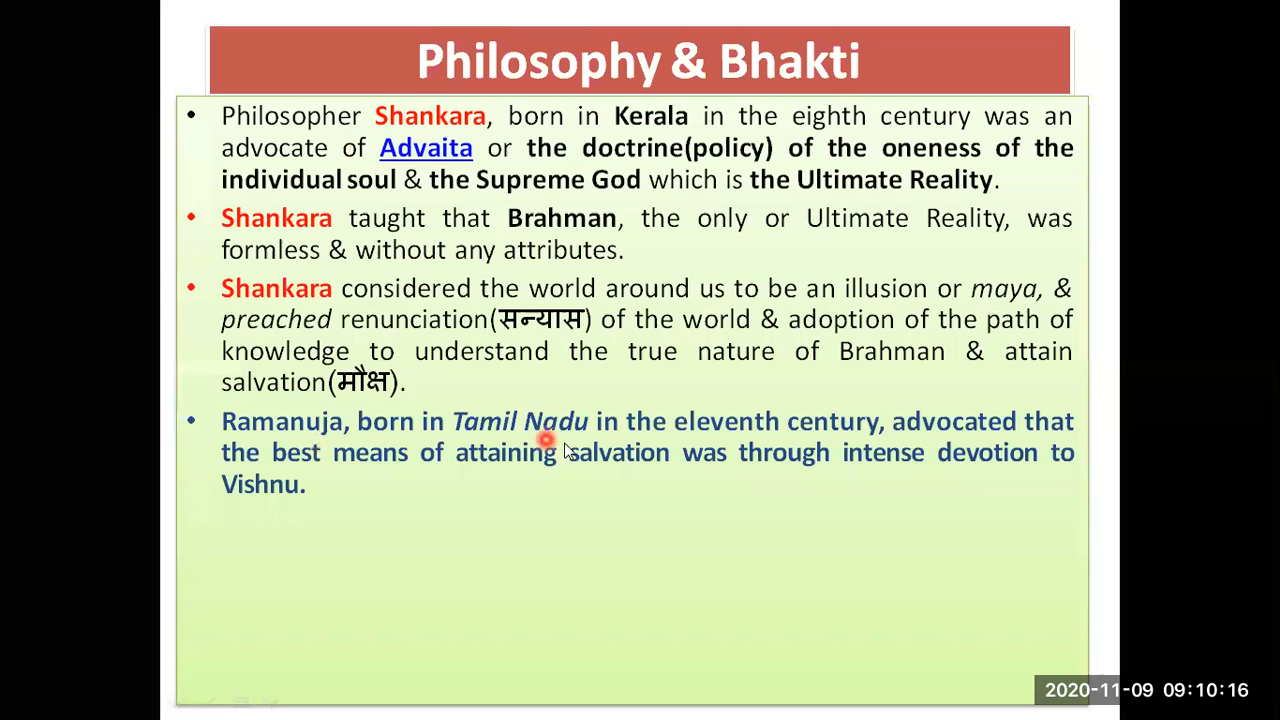 Philosophy & Bhakti
• Philosopher Shankara, born in Kerala in the eighth century was an
advocate of Advaita or the doctrine(policy) of the oneness of the
individual soul & the Supreme God which is the Ultimate Reality.
• Shankara taught that Brahman, the only or Ultimate Reality, was
formless & without any attributes.
• Shankara considered the world around us to be an illusion or maya, &
preached renunciation(सन्यास) of the world & adoption of the path of
knowledge to understand the true nature of Brahman & attain
salvation(मौक्ष).
• Ramanuja, born in Tamil Nadu in the eleventh century, advocated that
the best means of attaining salvation was through intense devotion to
Vishnu.
2020-11-09 09:10:16